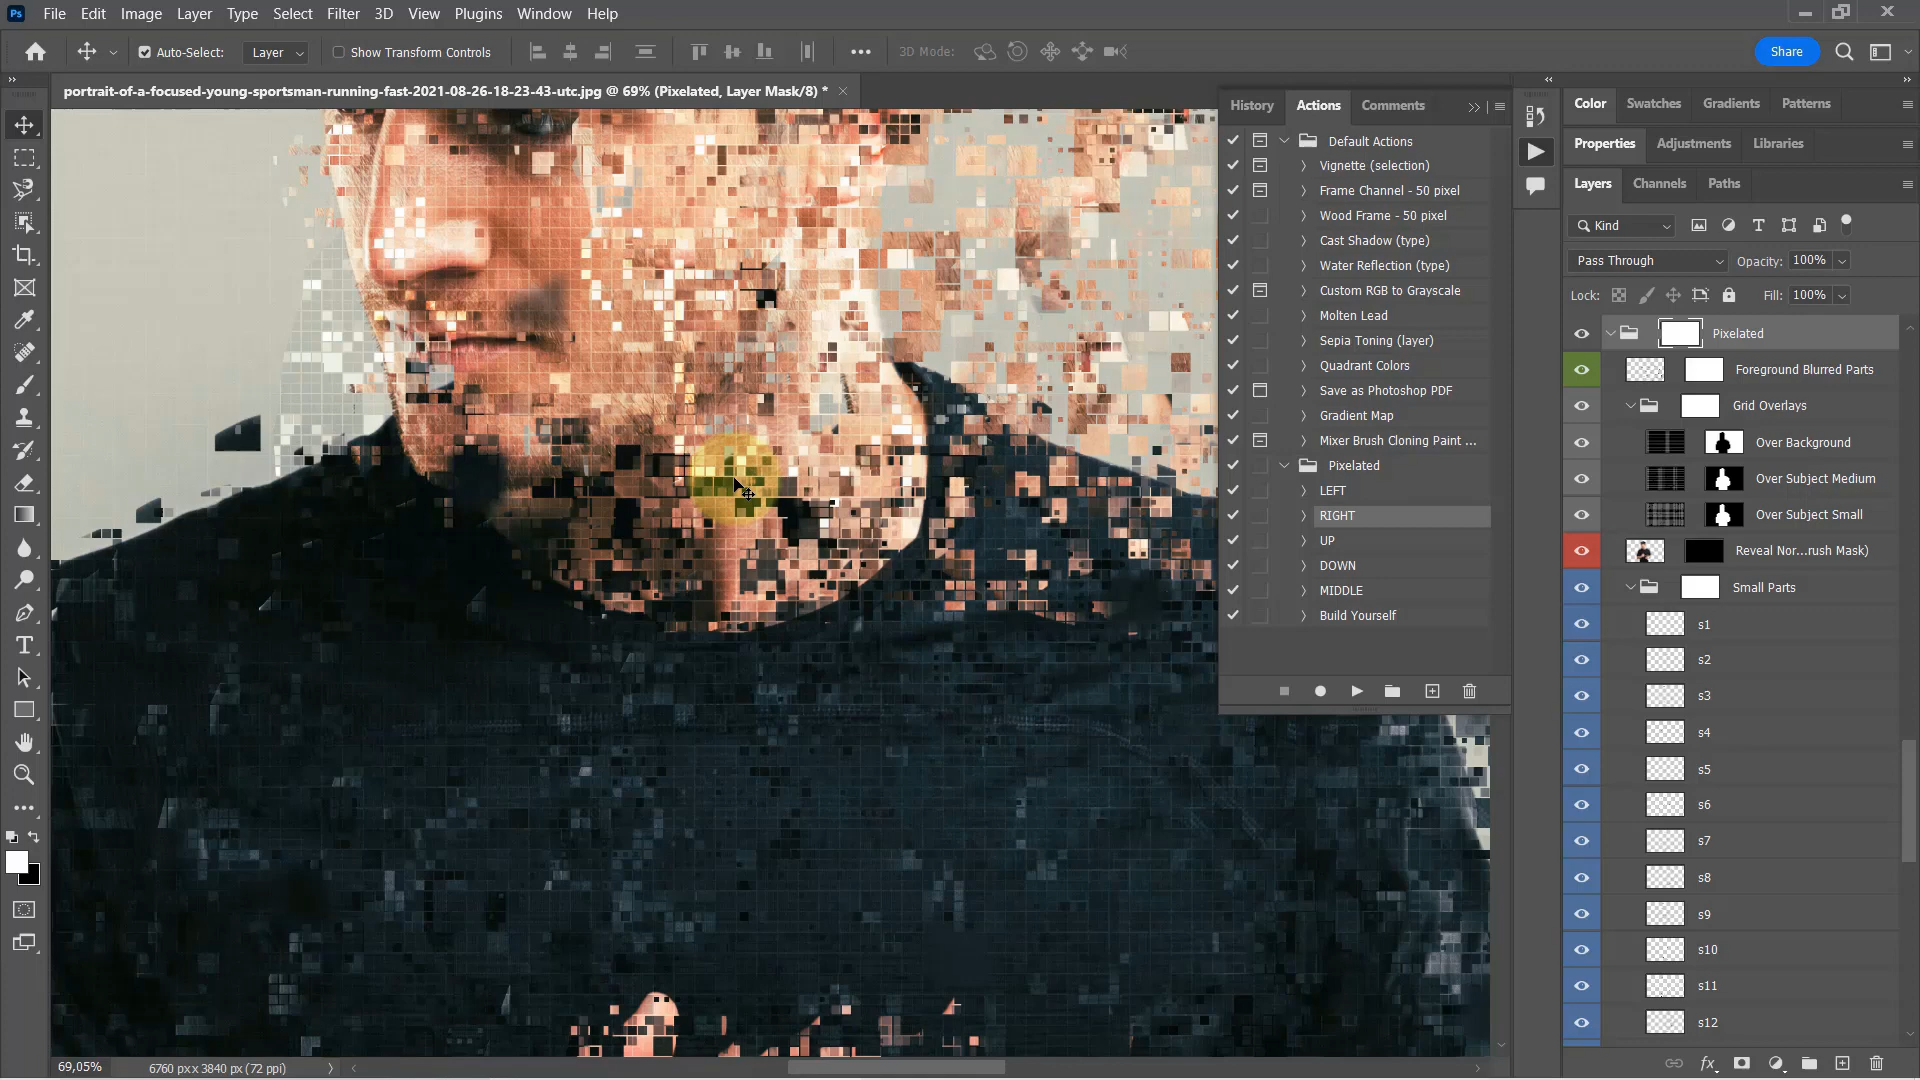 Ps File Edit Image Layer Type Select Filter 3D View Plugins Window Help
Auto-Select: Layer Show Transform Controls 3D Mode: Share
portrait-of-a-focused-young-sportsman-running-fast-2021-08-26-18-23-43-utc.jpg @ 69% (Pixelated, Layer Mask/8) *
History Actions Comments
Default Actions
Vignette (selection)
Frame Channel - 50 pixel
Wood Frame - 50 pixel
Cast Shadow (type)
Water Reflection (type)
Custom RGB to Grayscale
Molten Lead
Sepia Toning (layer)
Quadrant Colors
Save as Photoshop PDF
Gradient Map
Mixer Brush Cloning Paint ...
Pixelated
LEFT
RIGHT
UP
DOWN
MIDDLE
Build Yourself
Color Swatches Gradients Patterns
Properties Adjustments Libraries
Layers Channels Paths
Kind
Pass Through Opacity: 100%
Lock: Fill: 100%
Pixelated
Foreground Blurred Parts
Grid Overlays
Over Background
Over Subject Medium
Over Subject Small
Reveal Nor...rush Mask)
Small Parts
s1
s2
s3
s4
s5
s6
s7
s8
s9
s10
s11
s12
fx
69,05% 6760 px x 3840 px (72 ppi)